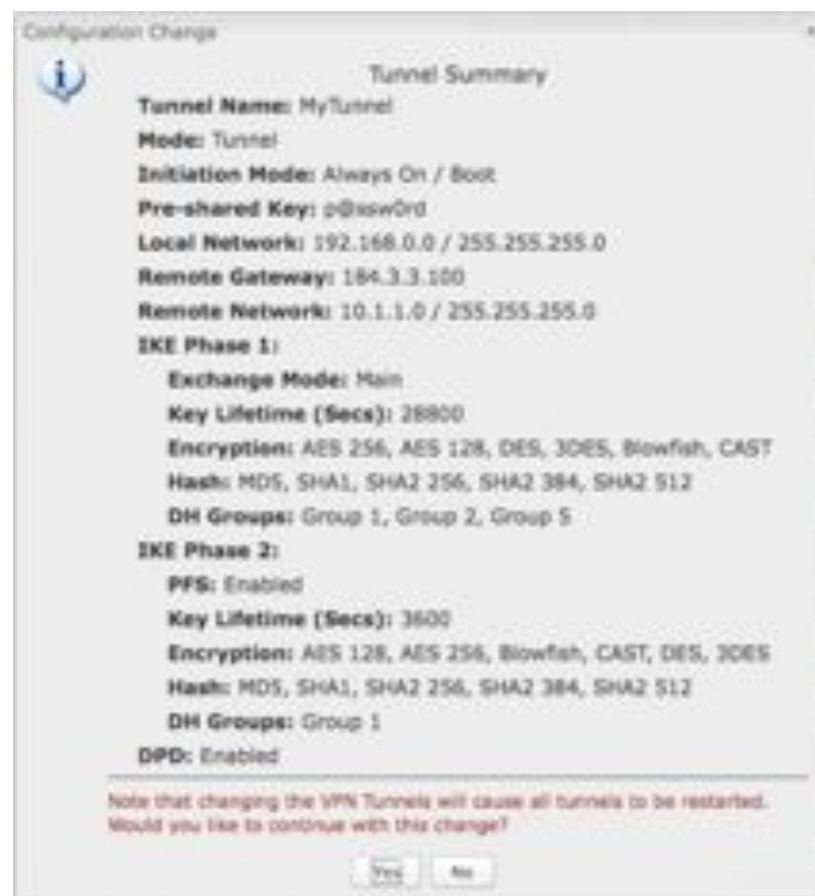 Configuration Change
Tunnel Summary
Tunnel Name: MyTunnel
Mode: Tunnel
Initiation Mode: Always On / Boot
Pre-shared Key: p@ssw0rd
Local Network: 192.168.0.0 / 255.255.255.0
Remote Gateway: 184.3.3.100
Remote Network: 10.1.1.0 / 255.255.255.0
IKE Phase 1:
Exchange Mode: Main
Key Lifetime (Secs): 28800
Encryption: AES 256, AES 128, DES, 3DES, Blowfish, CAST
Hash: MD5, SHA1, SHA2 256, SHA2 384, SHA2 512
DH Groups: Group 1, Group 2, Group 5
IKE Phase 2:
PFS: Enabled
Key Lifetime (Secs): 3600
Encryption: AES 128, AES 256, Blowfish, CAST, DES, 3DES
Hash: MD5, SHA1, SHA2 256, SHA2 384, SHA2 512
DH Groups: Group 1
DPD: Enabled
Note that changing the VPN Tunnels will cause all tunnels to be restarted.
Would you like to continue with this change?
Yes No